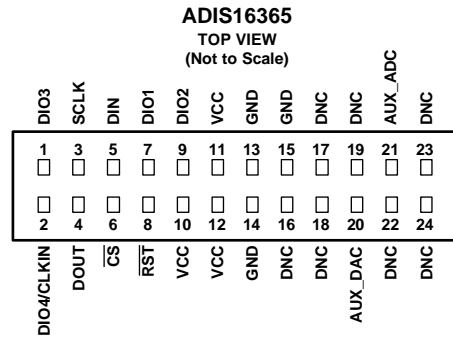 ADIS16365
TOP VIEW
(Not to Scale)
DIO3 SCLK DIN DIO1 DIO2 VCC GND GND DNC DNC AUX_ADC DNC
1 3 5 7 9 11 13 15 17 19 21 23
2 4 6 8 10 12 14 16 18 20 22 24
DIO4/CLKIN DOUT CS RST VCC VCC GND DNC DNC AUX_DAC DNC DNC